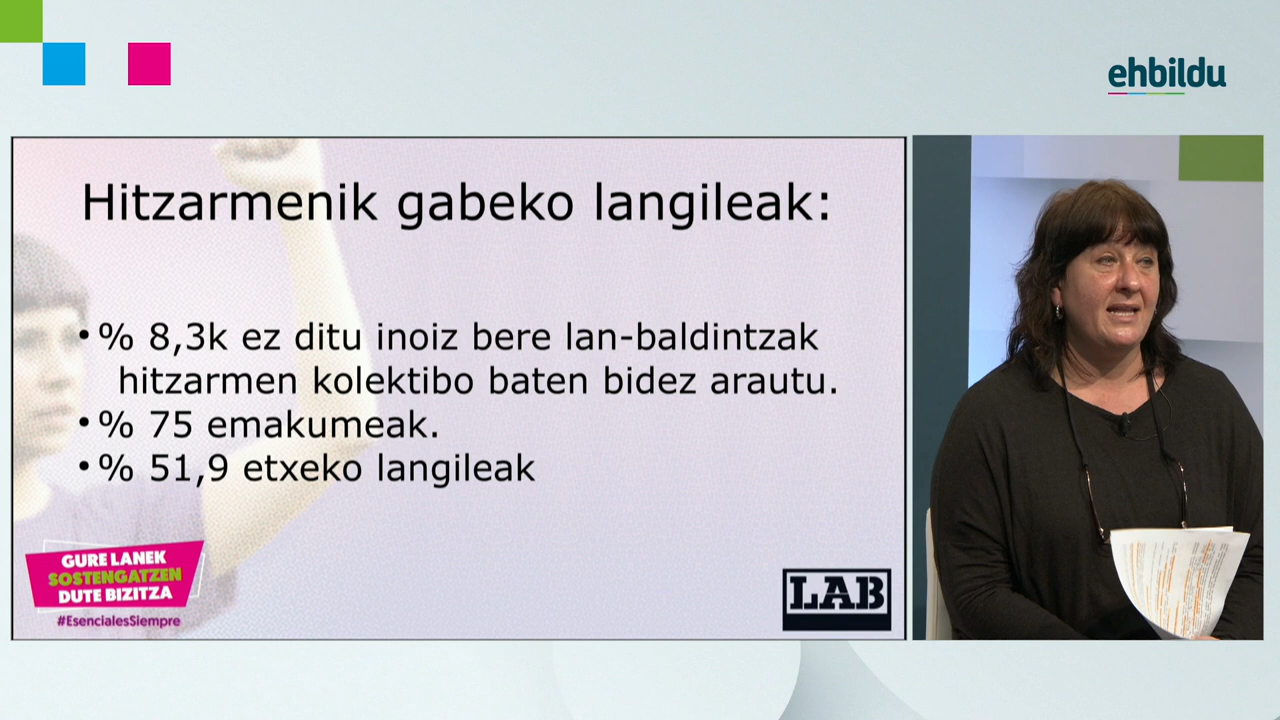 ehbildu
Hitzarmenik gabeko langileak:
• % 8,3k ez ditu inoiz bere lan-baldintzak
hitzarmen kolektibo baten bidez arautu.
• % 75 emakumeak.
• % 51,9 etxeko langileak
GURE LANEK
SOSTENGATZEN
DUTE BIZITZA
#EsencialesSiempre
LAB